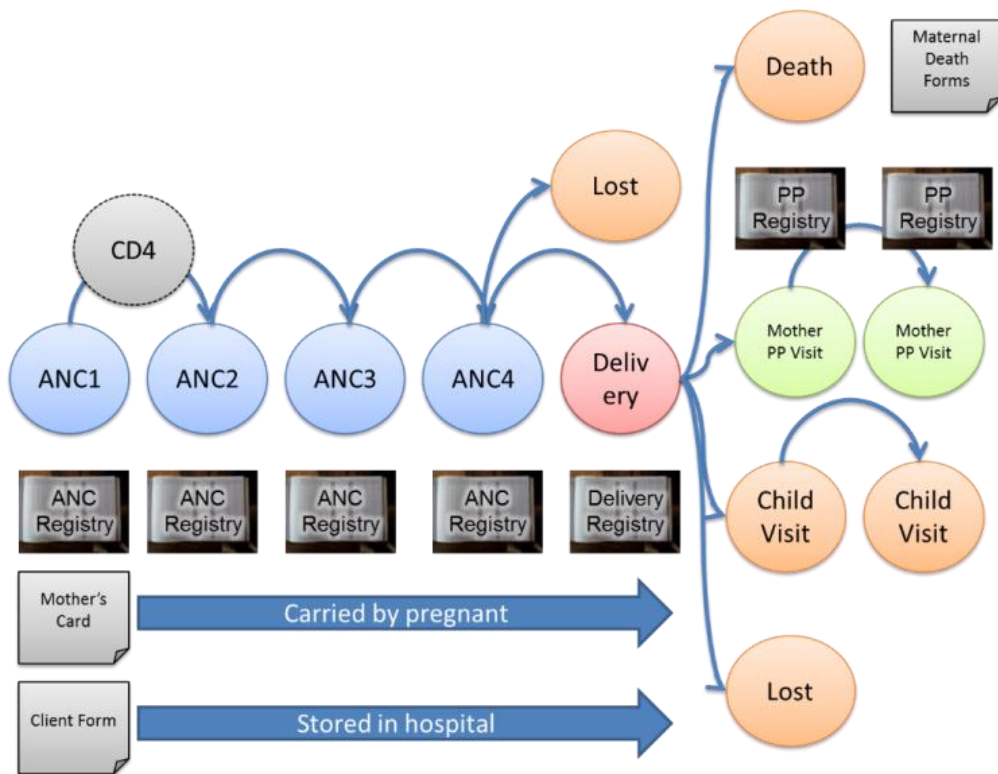 Death
Maternal
Death
Forms
Lost
PP
Registry
PP
Registry
CD4
ANC1
ANC2
ANC3
ANC4
Deliv
ery
Mother
PP Visit
Mother
PP Visit
ANC
Registry
ANC
Registry
ANC
Registry
ANC
Registry
Delivery
Registry
Child
Visit
Child
Visit
Mother's
Card
Carried by pregnant
Client Form
Stored in hospital
Lost